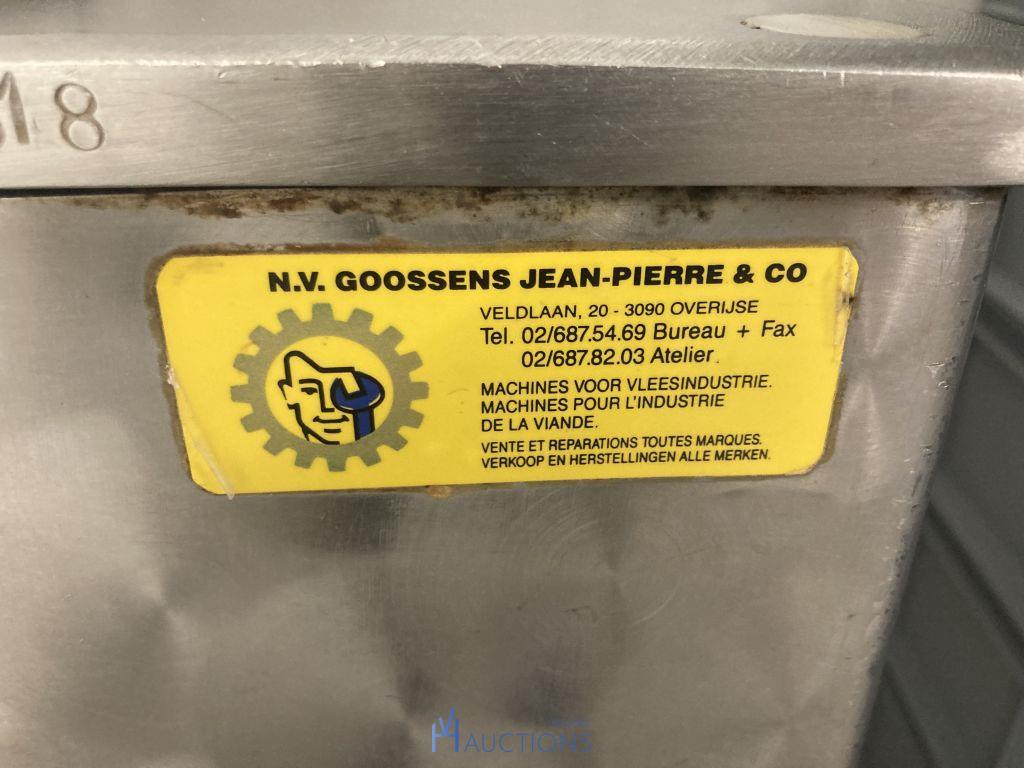 8
N.V. GOOSSENS JEAN-PIERRE & CO
VELDLAAN, 20 - 3090 OVERIJSE
Tel. 02/687.54.69 Bureau + Fax
02/687.82.03 Atelier.
MACHINES VOOR VLEESINDUSTRIE.
MACHINES POUR L'INDUSTRIE
DE LA VIANDE.
VENTE ET REPARATIONS TOUTES MARQUES.
VERKOOP EN HERSTELLINGEN ALLE MERKEN.
AUCTIONS